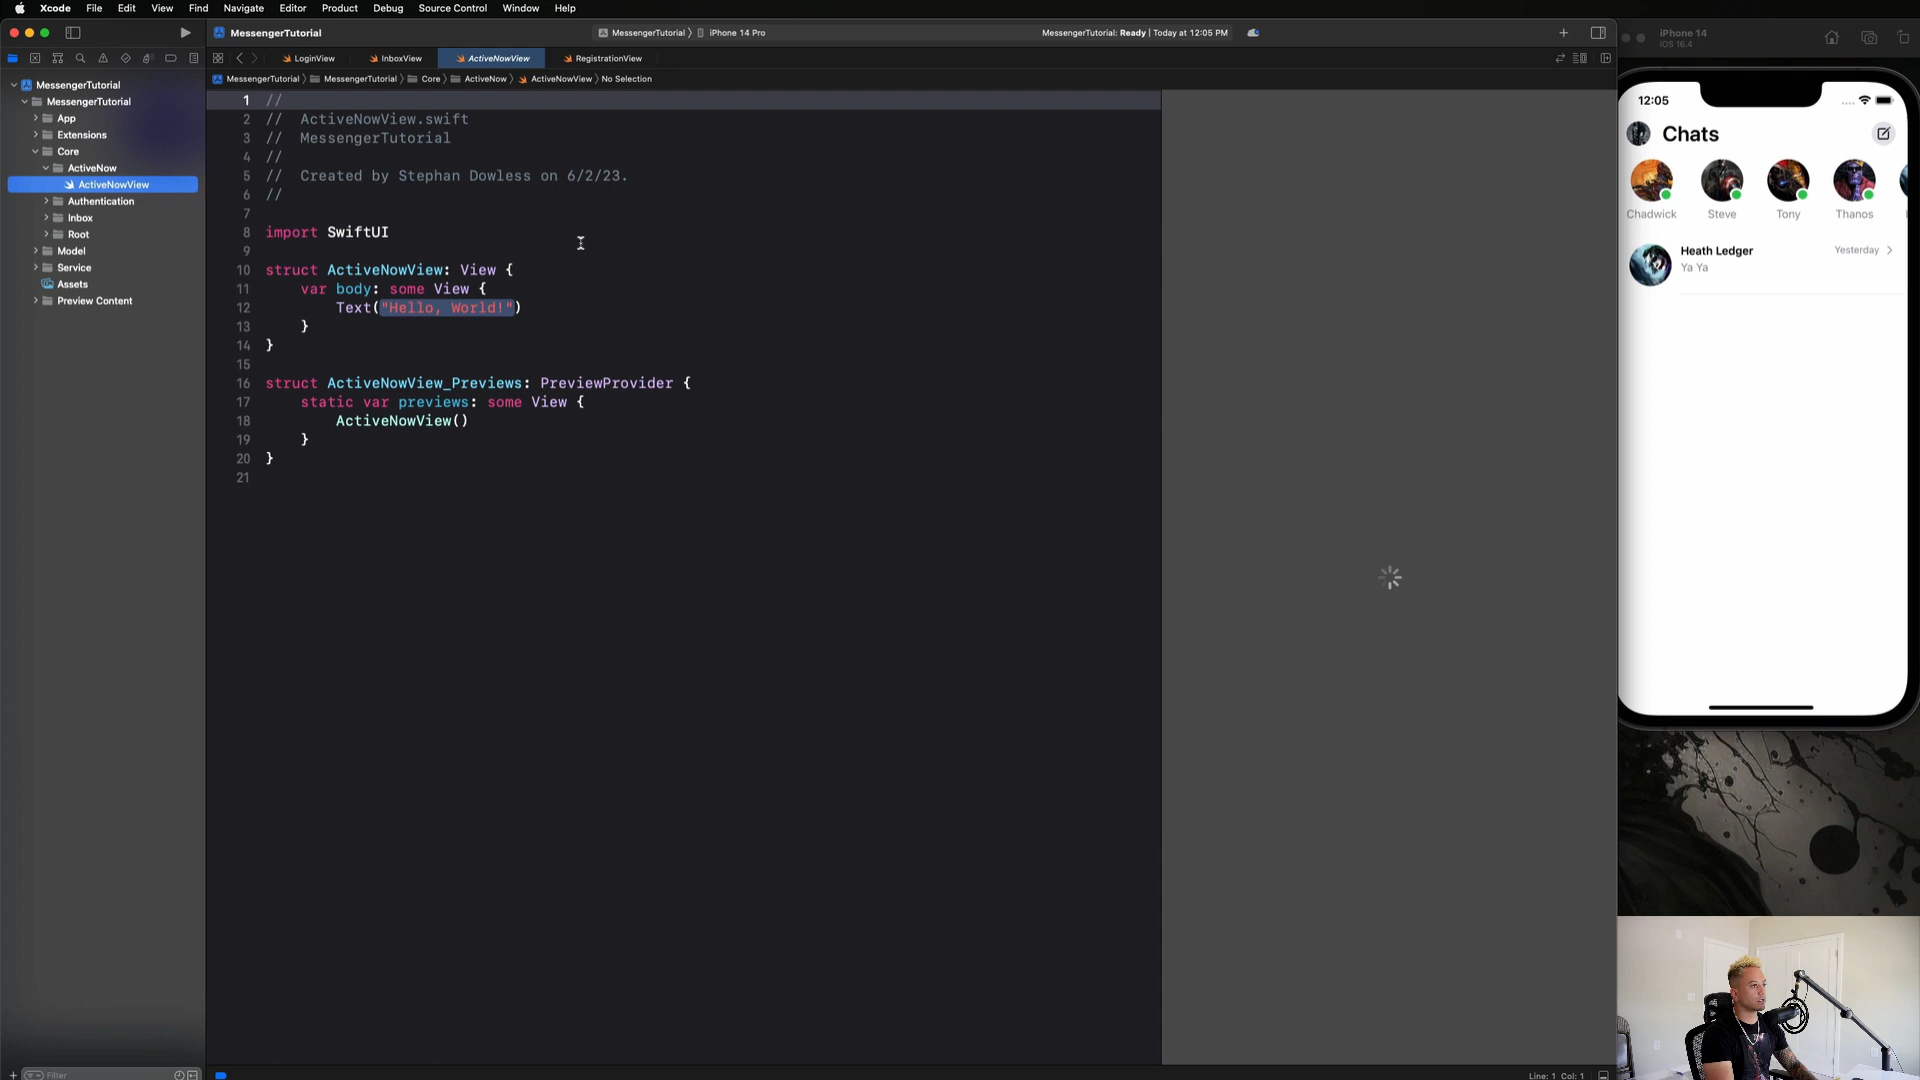 Xcode File Edit View Find Navigate Editor Product Debug Source Control Window Help
MessengerTutorial
MessengerTutorial 〉 iPhone 14 Pro
MessengerTutorial: Ready | Today at 12:05 PM
LoginView InboxView ActiveNowView RegistrationView
MessengerTutorial 〉 MessengerTutorial 〉 Core 〉 ActiveNow 〉 ActiveNowView 〉 No Selection
MessengerTutorial
MessengerTutorial
App
Extensions
Core
ActiveNow
ActiveNowView
Authentication
Inbox
Root
Model
Service
Assets
Preview Content
Filter
1 //
2 // ActiveNowView.swift
3 // MessengerTutorial
4 //
5 // Created by Stephan Dowless on 6/2/23.
6 //
7
8 import SwiftUI
9
10 struct ActiveNowView: View {
11 var body: some View {
12 Text("Hello, World!")
13 }
14 }
15
16 struct ActiveNowView_Previews: PreviewProvider {
17 static var previews: some View {
18 ActiveNowView()
19 }
20 }
21
Line: 1 Col: 1
iPhone 14
iOS 16.4
12:05
Chats
Chadwick Steve Tony Thanos
Heath Ledger Yesterday
Ya Ya